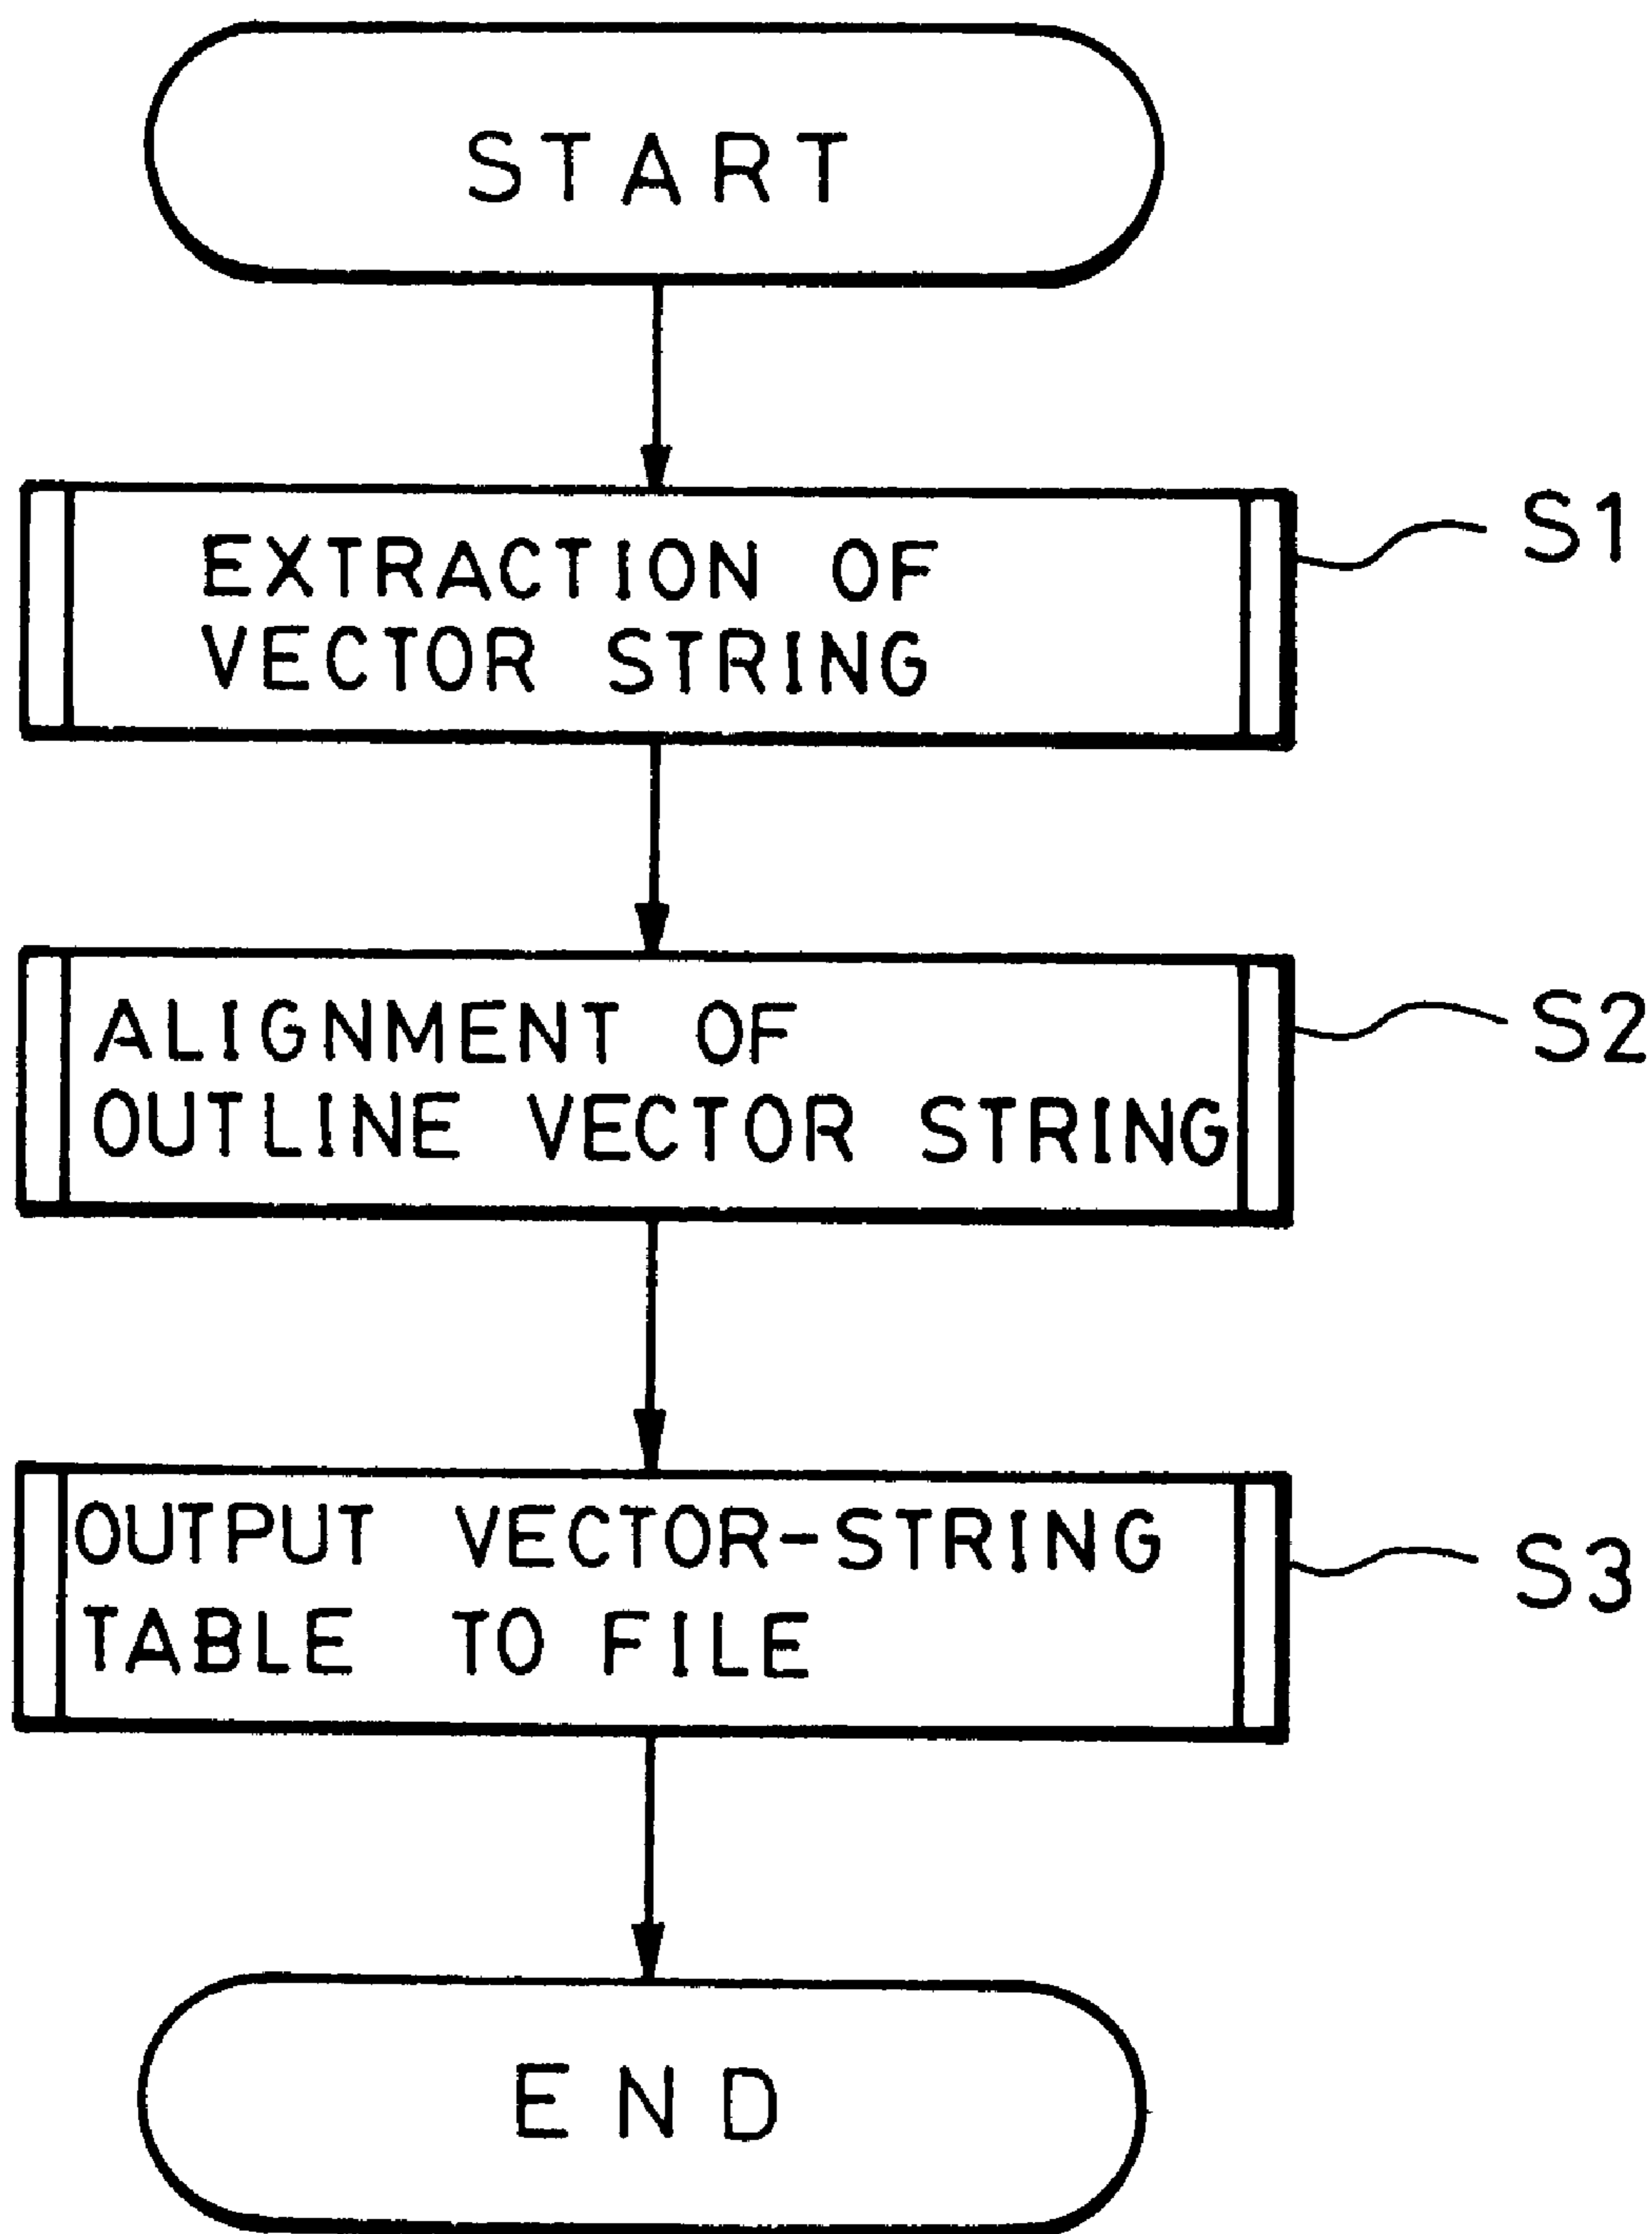 START
EXTRACTION OF
VECTOR STRING
S1
ALIGNMENT OF
OUTLINE VECTOR STRING
S2
OUTPUT VECTOR-STRING
TABLE TO FILE
S3
END